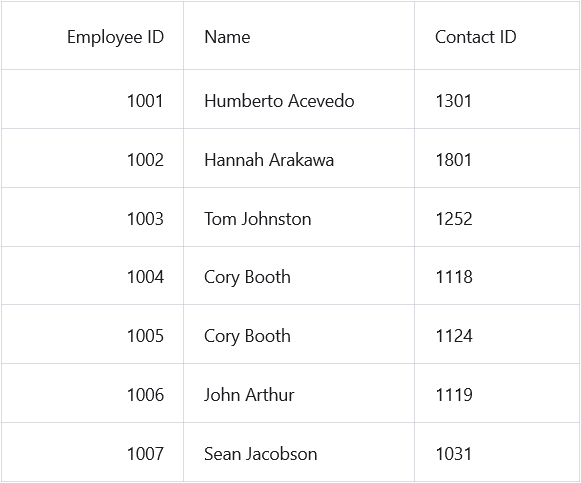 Employee ID Name Contact ID
1001 Humberto Acevedo 1301
1002 Hannah Arakawa 1801
1003 Tom Johnston 1252
1004 Cory Booth 1118
1005 Cory Booth 1124
1006 John Arthur 1119
1007 Sean Jacobson 1031